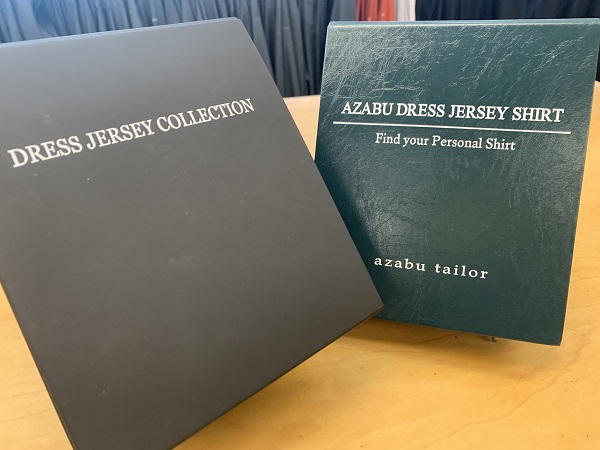 DRESS JERSEY COLLECTION
AZABU DRESS JERSEY SHIRT
Find your Personal Shirt
azabu tailor